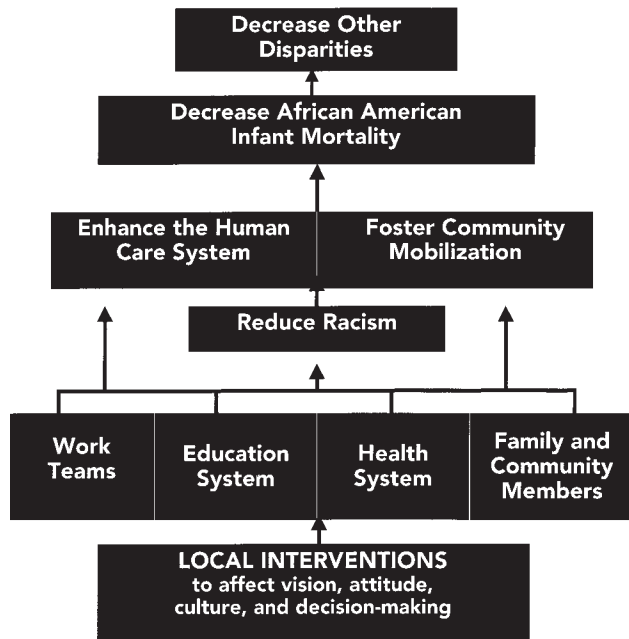 Decrease Other
Disparities
Decrease African American
Infant Mortality
Enhance the Human
Care System
Foster Community
Mobilization
Reduce Racism
Work
Teams
Education
System
Health
System
Family and
Community
Members
LOCAL INTERVENTIONS
to affect vision, attitude,
culture, and decision-making